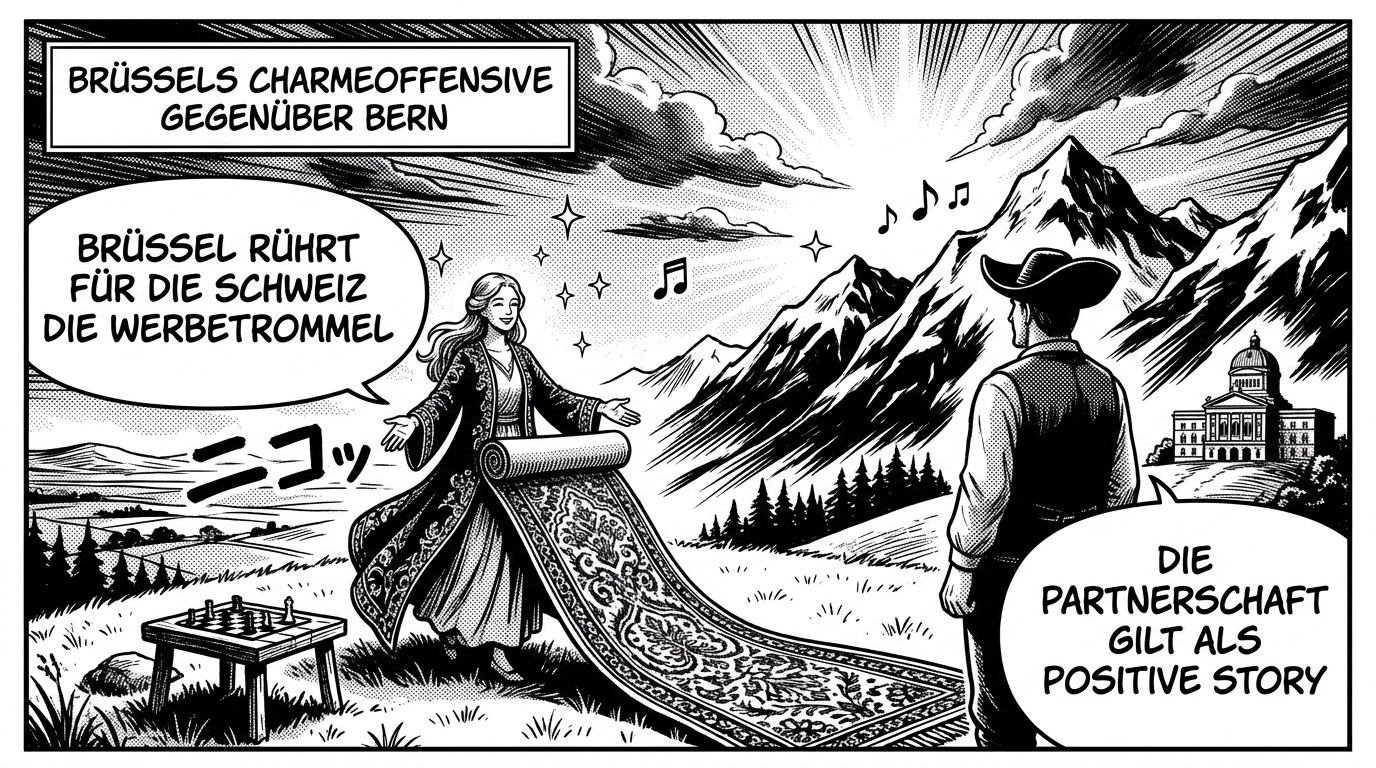 BRÜSSELS CHARMEOFFENSIVE
GEGENÜBER BERN
BRÜSSEL RÜHRT
FÜR DIE SCHWEIZ
DIE WERBETROMMEL
ニコッ
DIE
PARTNERSCHAFT
GILT ALS
POSITIVE STORY